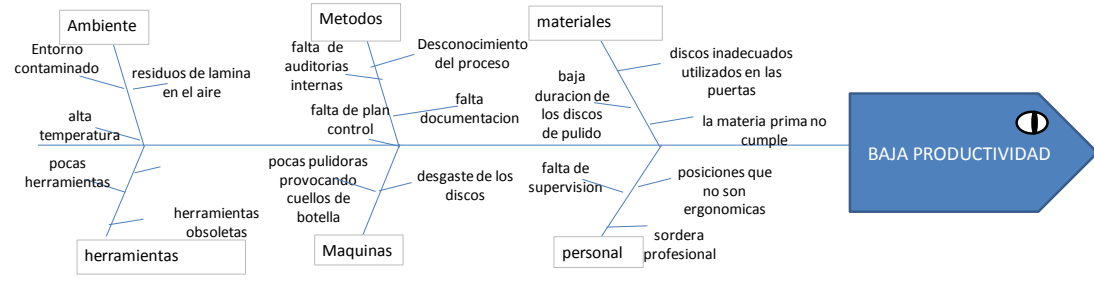 Ambiente
Entorno
contaminado
residuos de lamina
en el aire
alta
temperatura
Metodos
falta de
auditorias
internas
Desconocimiento
del proceso
falta de plan
control
falta
documentacion
materiales
discos inadecuados
utilizados en las
puertas
baja
duracion de
los discos
de pulido
la materia prima no
cumple
BAJA PRODUCTIVIDAD
pocas
herramientas
herramientas
obsoletas
herramientas
pocas pulidoras
provocando
cuellos de
botella
desgaste de los
discos
Maquinas
falta de
supervision
posiciones que
no son
ergonomicas
sordera
profesional
personal